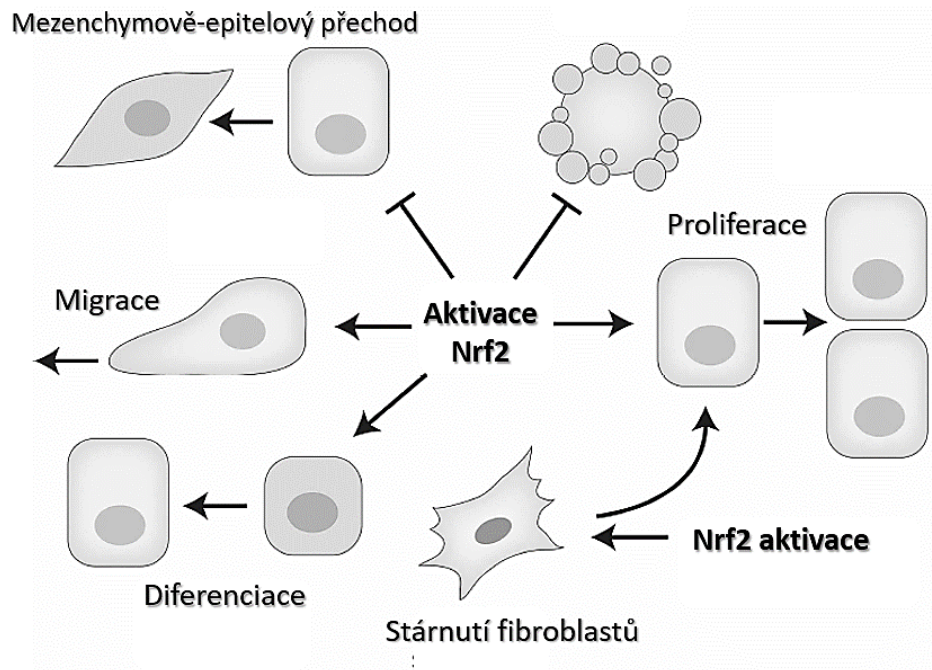 Mezenchymově-epitelový přechod
Proliferace
Migrace
Aktivace
Nrf2
Nrf2 aktivace
Diferenciace
Stárnutí fibroblastů